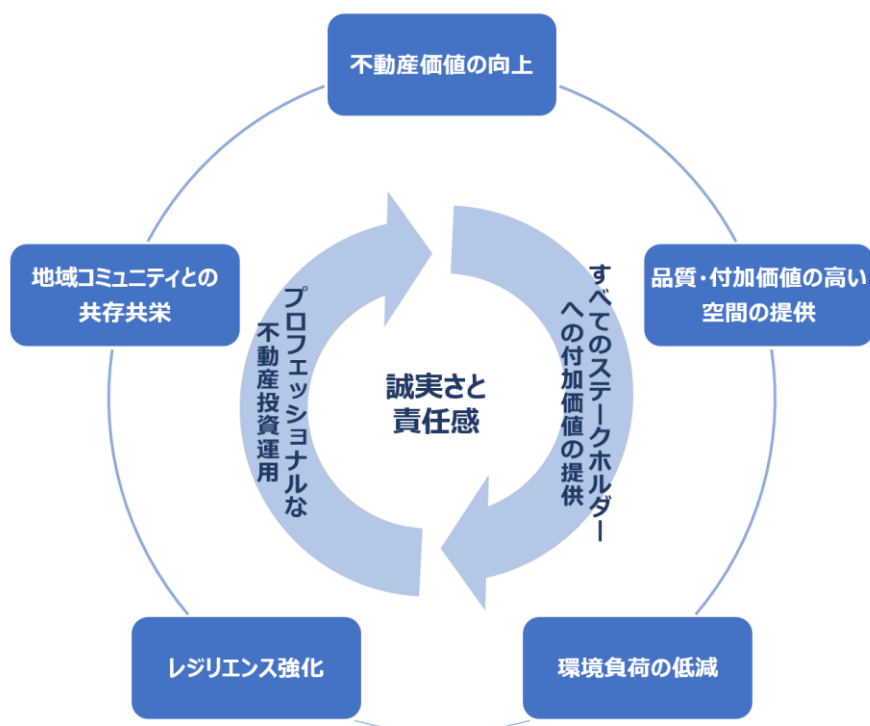 不動産価値の向上
地域コミュニティとの
共存共栄
品質・付加価値の高い
空間の提供
プロフェッショナルな
不動産投資運用
誠実さと
責任感
すべてのステークホルダー
への付加価値の提供
レジリエンス強化
環境負荷の低減